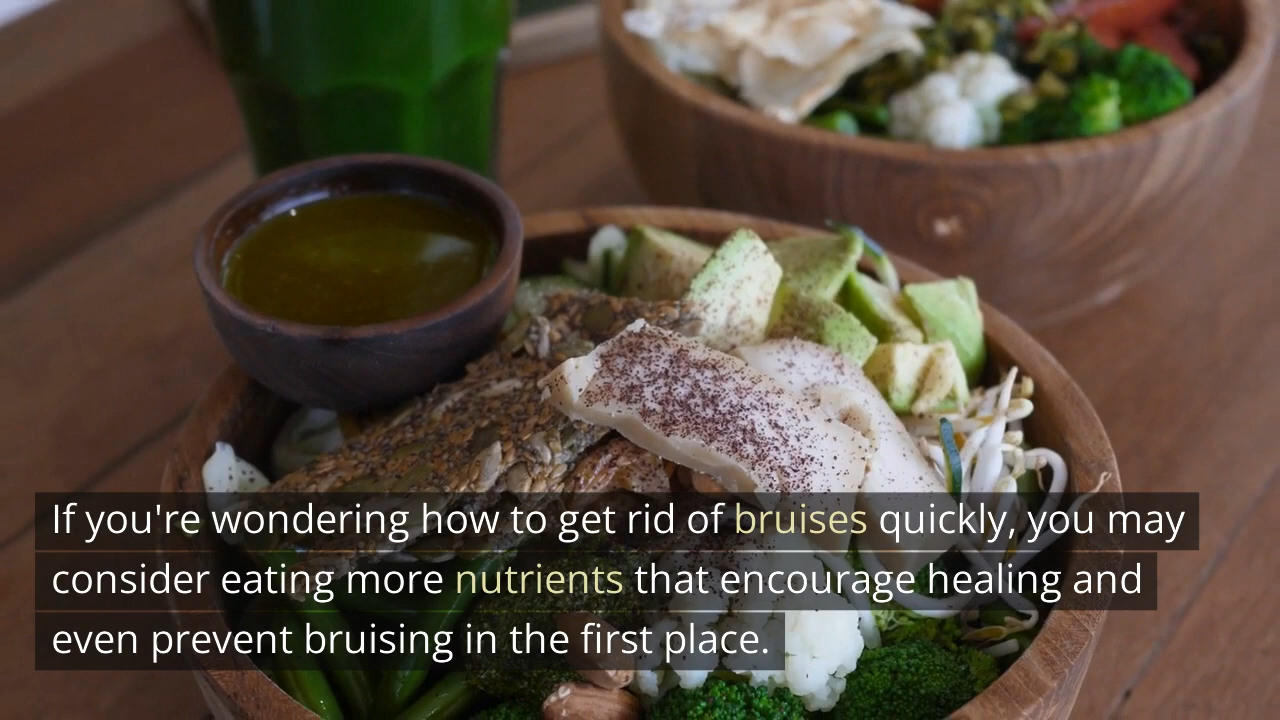 If you're wondering how to get rid of bruises quickly, you may
consider eating more nutrients that encourage healing and
even prevent bruising in the first place.